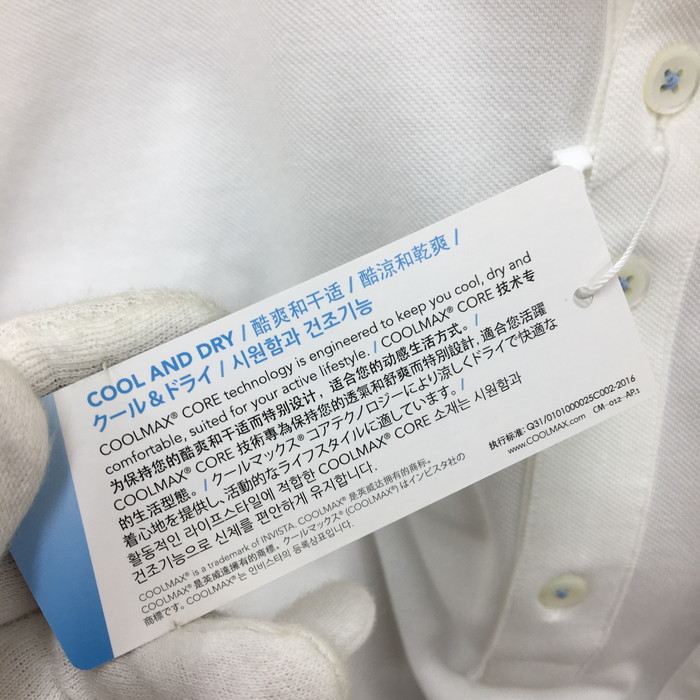 COOL AND DRY / 酷爽和干适 / 酷涼和乾爽 /
クール&ドライ / 시원함과 건조기능
COOLMAX® CORE technology is engineered to keep you cool, dry and
comfortable, suited for your active lifestyle. / COOLMAX® CORE 技术专
为保持您的酷爽和干适而特别设计，适合您的动感生活方式。/
COOLMAX® CORE 技術專為保持您的透氣和舒爽而特別設計，適合您活躍
的生活型態。/ クールマックス® コアテクノロジーにより涼しくドライで快適な
着心地を提供し、活動的なライフスタイルに適しています。/
활동적인 라이프스타일에 적합한 COOLMAX® CORE 소재는 시원함과
건조기능으로 신체를 편안하게 유지합니다.
COOLMAX® is a trademark of INVISTA. COOLMAX® 是英威达拥有的商标。
COOLMAX® 是英威達擁有的商標。クールマックス® (COOLMAX®) はインビスタ社の
商標です。COOLMAX®는 인비스타의 등록상표입니다.
执行标准: Q31/0101000025C002-2016
www.COOLMAX.com CM-012-AP.1